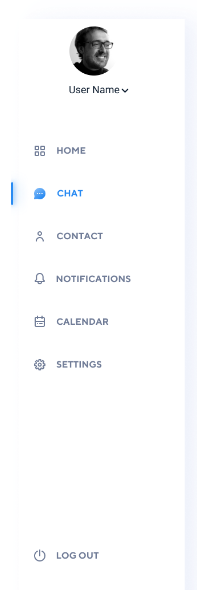 User Name
HOME
CHAT
CONTACT
NOTIFICATIONS
CALENDAR
SETTINGS
LOG OUT